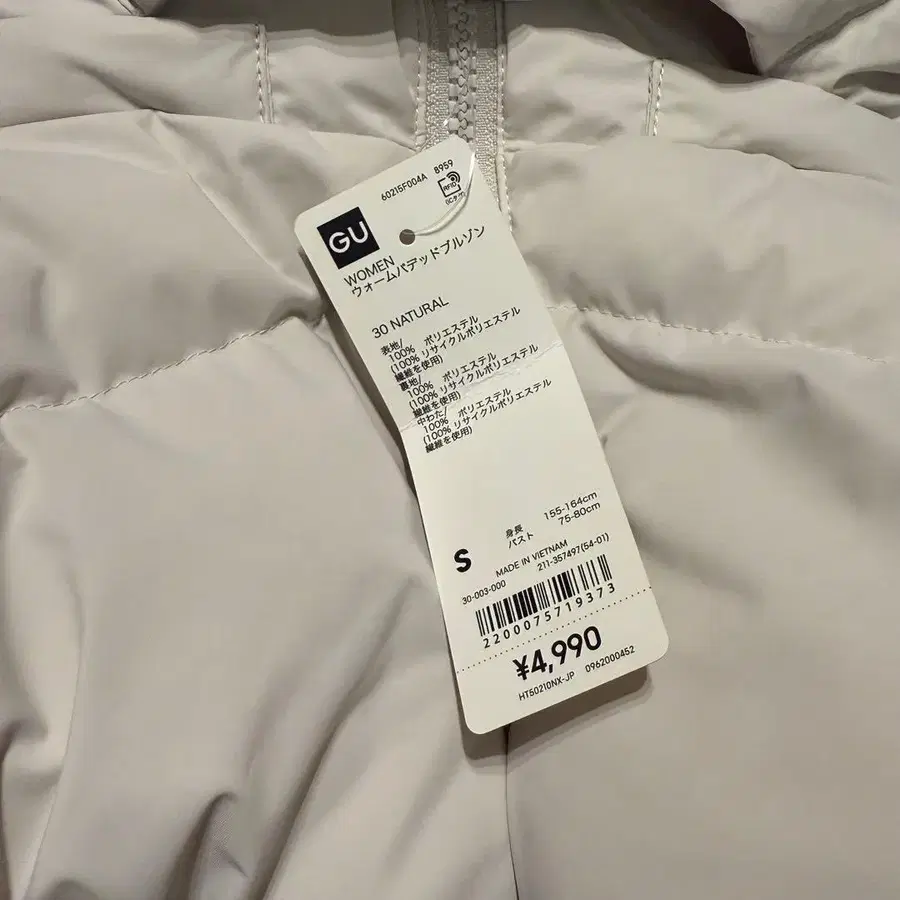 60215F004A 8959
RFID
GU
WOMEN
ウォームパデッドブルゾン
30 NATURAL
表地/
100% ポリエステル
(100% リサイクルポリエステル
繊維を使用)
裏地/
100% ポリエステル
(100% リサイクルポリエステル
繊維を使用)
中わた/
100% ポリエステル
(100% リサイクルポリエステル
繊維を使用)
S
身長 155-164cm
バスト 75-80cm
MADE IN VIETNAM
30-003-000 211-357497(54-01)
2200075719373
¥4,990
HT50210NX-JP 0962000452